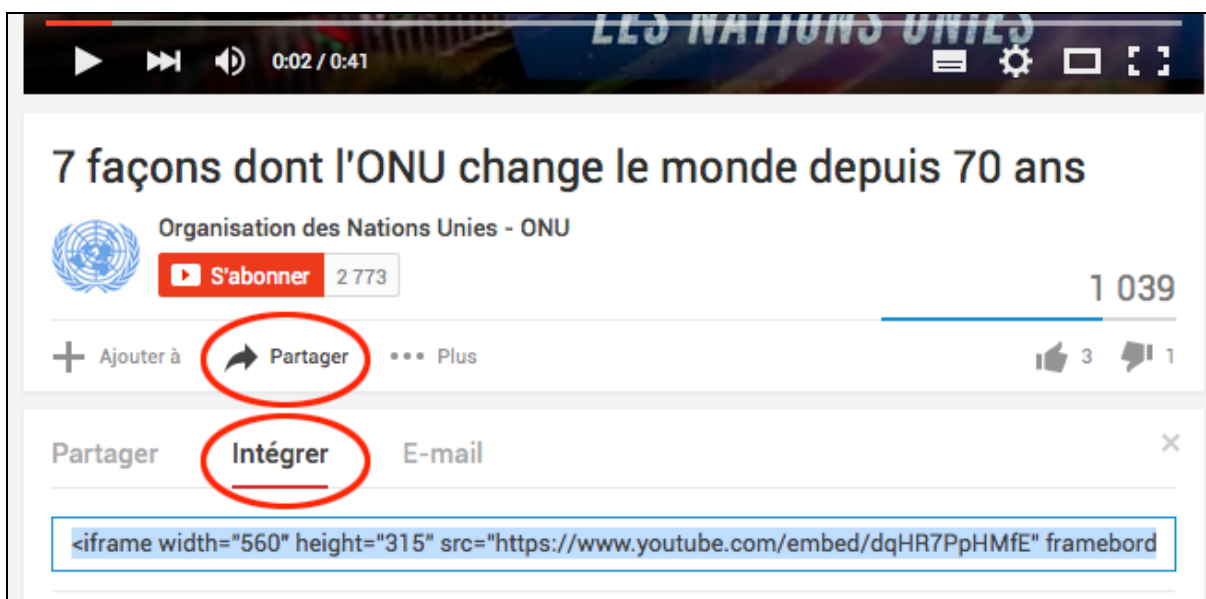 LES NATIONS UNIES
0:02 / 0:41
7 façons dont l'ONU change le monde depuis 70 ans
Organisation des Nations Unies - ONU
S'abonner 2 773
1 039
Ajouter à Partager Plus 3 1
Partager Intégrer E-mail
<iframe width="560" height="315" src="https://www.youtube.com/embed/dqHR7PpHMfE" framebord